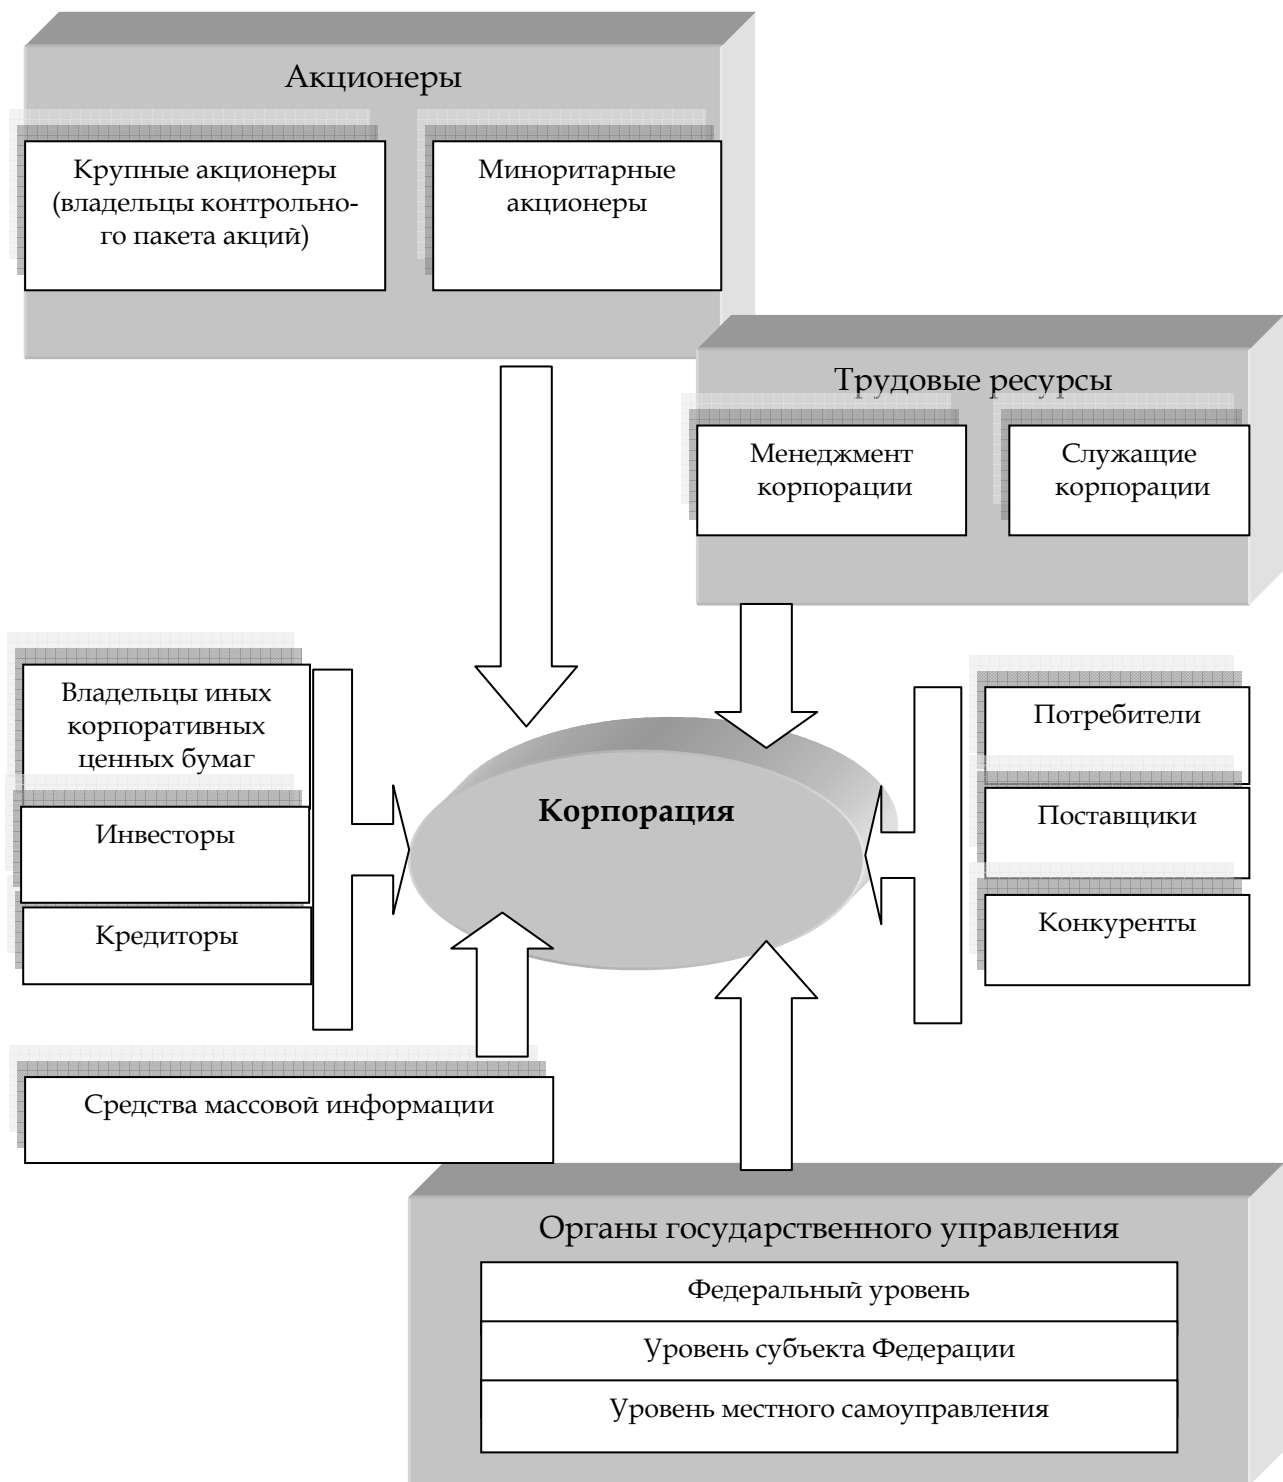 Акционеры
Крупные акционеры
(владельцы контрольно-
го пакета акций)
Миноритарные
акционеры
Трудовые ресурсы
Менеджмент
корпорации
Служащие
корпорации
Владельцы иных
корпоративных
ценных бумаг
Инвесторы
Кредиторы
Корпорация
Потребители
Поставщики
Конкуренты
Средства массовой информации
Органы государственного управления
Федеральный уровень
Уровень субъекта Федерации
Уровень местного самоуправления